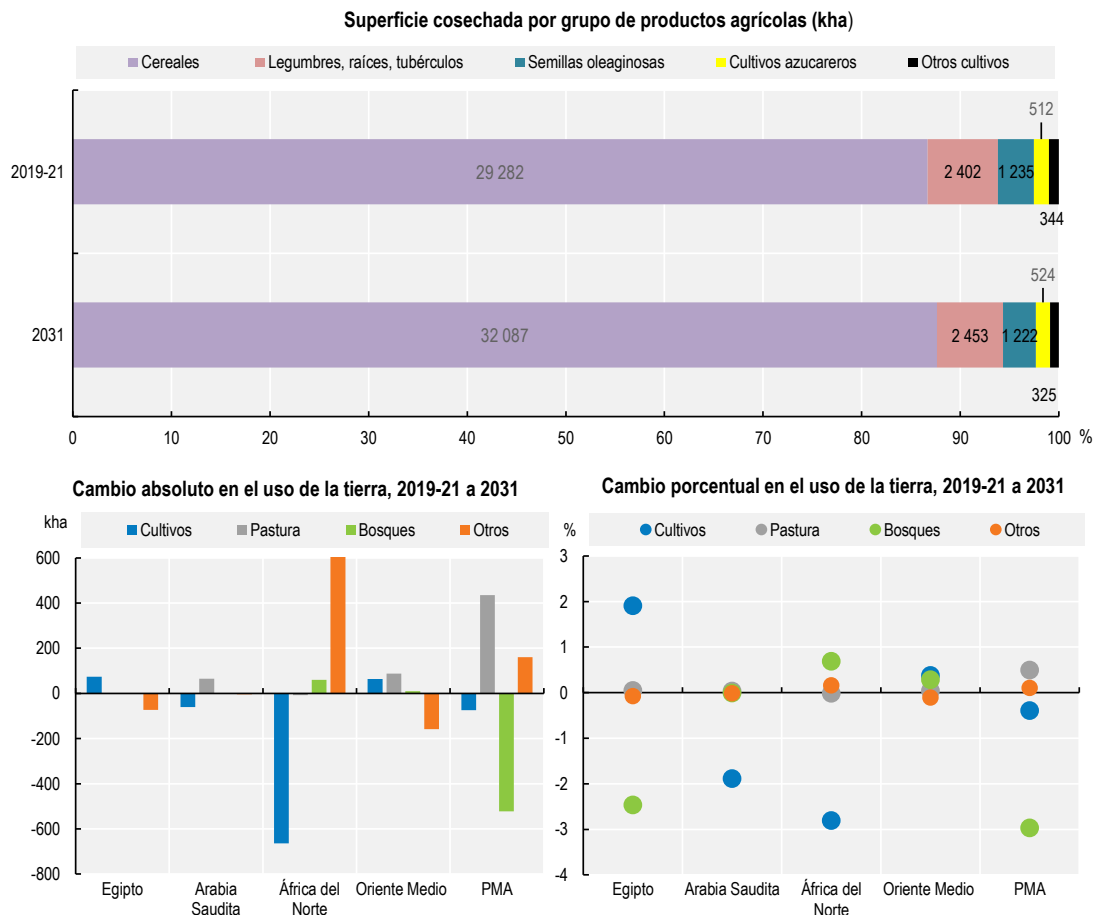 Superficie cosechada por grupo de productos agrícolas (kha)
Cereales Legumbres, raíces, tubérculos Semillas oleaginosas Cultivos azucareros Otros cultivos
512
2019-21 29 282 2 402 1 235
344
524
2031 32 087 2 453 1 222
325
0 10 20 30 40 50 60 70 80 90 100 %
Cambio absoluto en el uso de la tierra, 2019-21 a 2031
kha
Cultivos Pastura Bosques Otros
600
400
200
0
-200
-400
-600
-800
Egipto Arabia Saudita África del Norte Oriente Medio PMA
Cambio porcentual en el uso de la tierra, 2019-21 a 2031
%
Cultivos Pastura Bosques Otros
3
2
1
0
-1
-2
-3
-4
Egipto Arabia Saudita África del Norte Oriente Medio PMA